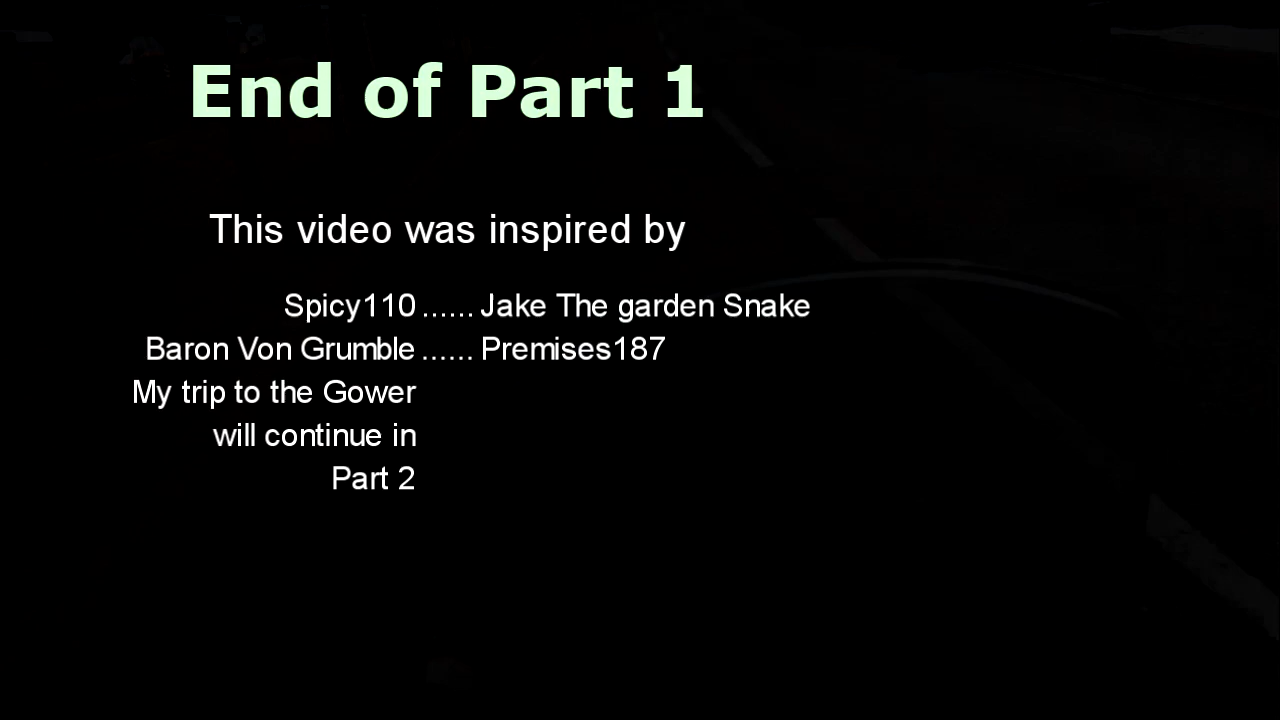 End of Part 1
This video was inspired by
Spicy110 ...... Jake The garden Snake
Baron Von Grumble ...... Premises187
My trip to the Gower
will continue in
Part 2